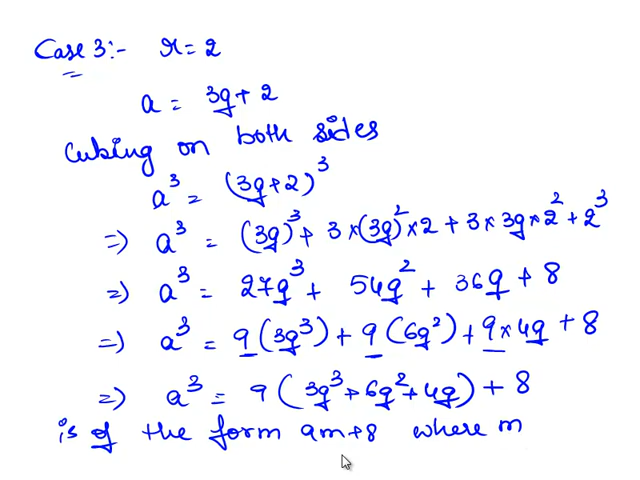 Case 3:- r = 2
a = 3q + 2
Cubing on both sides
a³ = (3q + 2)³
⇒ a³ = (3q)³ + 3 × (3q)² × 2 + 3 × 3q × 2² + 2³
⇒ a³ = 27q³ + 54q² + 36q + 8
⇒ a³ = 9(3q³) + 9(6q²) + 9 × 4q + 8
⇒ a³ = 9(3q³ + 6q² + 4q) + 8
is of the form 9m+8 where m